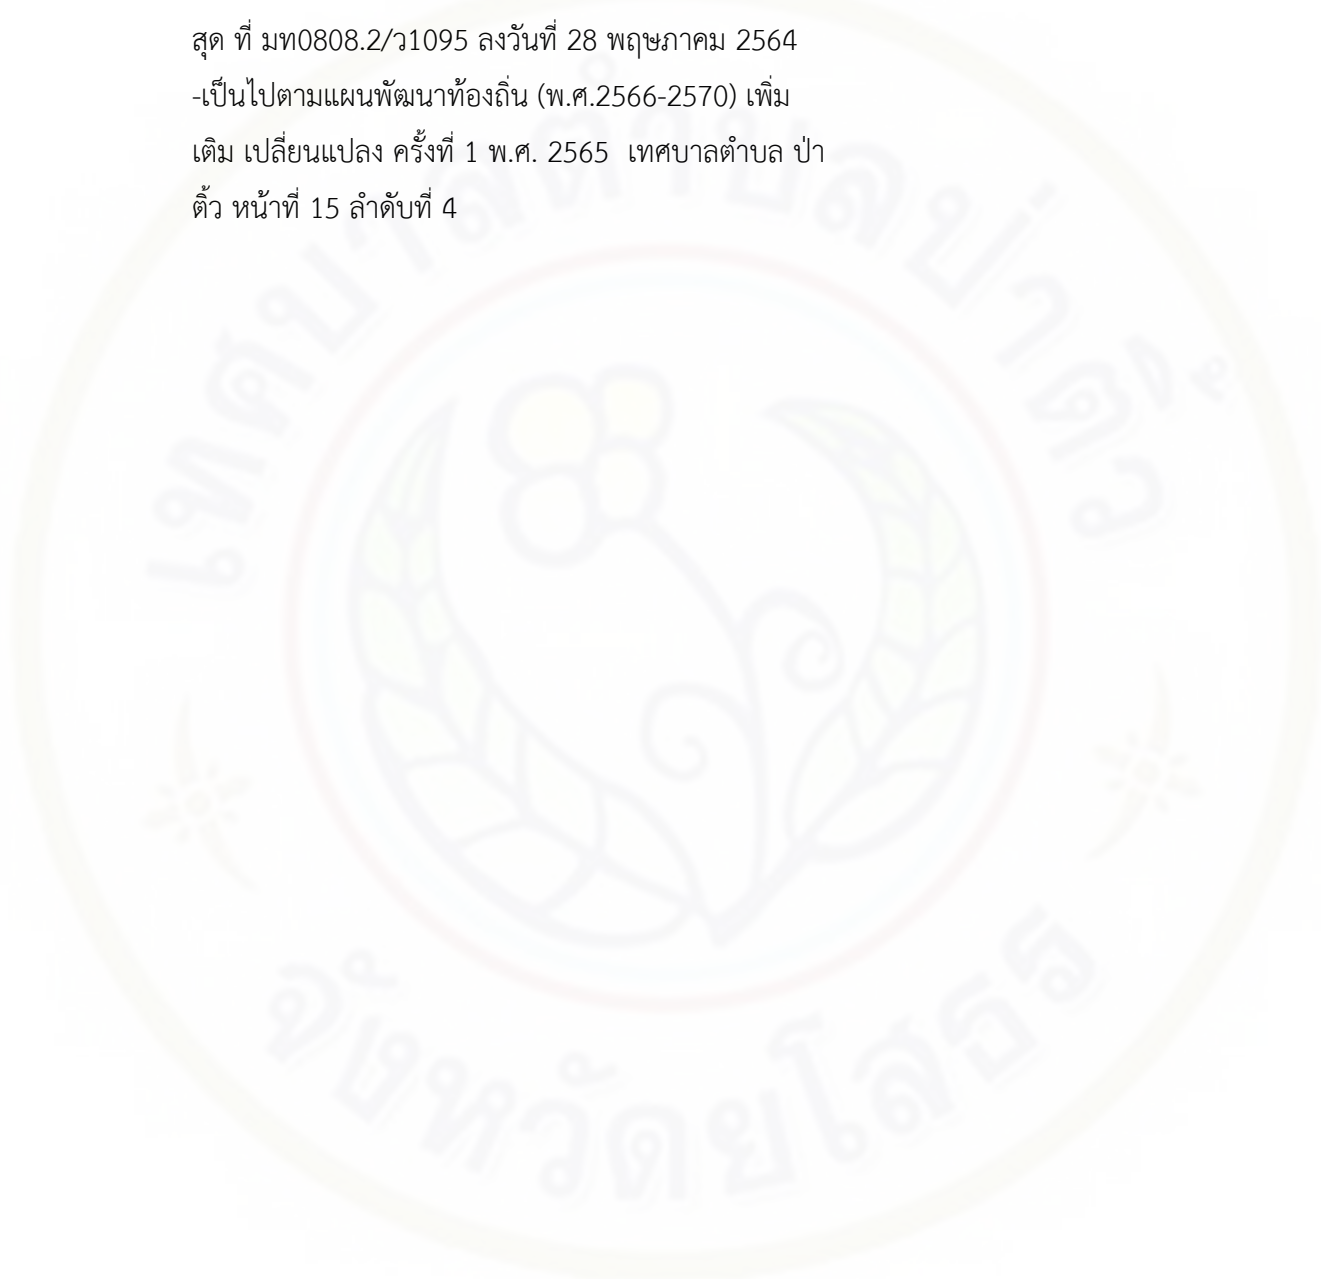 สุด ที่ มท0808.2/ว1095 ลงวันที่ 28 พฤษภาคม 2564
-เป็นไปตามแผนพัฒนาท้องถิ่น (พ.ศ.2566-2570) เพิ่ม
เติม เปลี่ยนแปลง ครั้งที่ 1 พ.ศ. 2565  เทศบาลตำบล ป่า
ติ้ว หน้าที่ 15 ลำดับที่ 4
เทศบาลตำบลป่าติ้ว
จังหวัดยโสธร